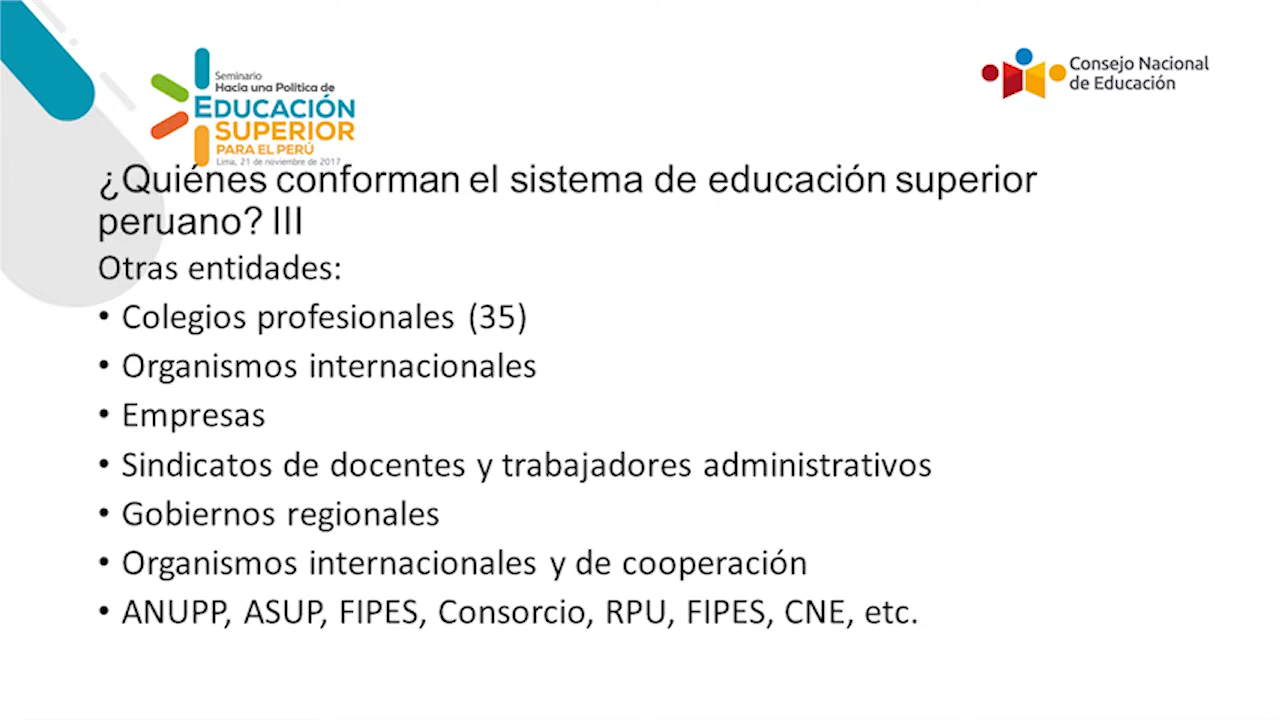 Seminario
Hacia una Política de
EDUCACIÓN
SUPERIOR
PARA EL PERÚ
Lima, 21 de noviembre de 2017
Consejo Nacional
de Educación
¿Quiénes conforman el sistema de educación superior
peruano? III
Otras entidades:
• Colegios profesionales (35)
• Organismos internacionales
• Empresas
• Sindicatos de docentes y trabajadores administrativos
• Gobiernos regionales
• Organismos internacionales y de cooperación
• ANUPP, ASUP, FIPES, Consorcio, RPU, FIPES, CNE, etc.